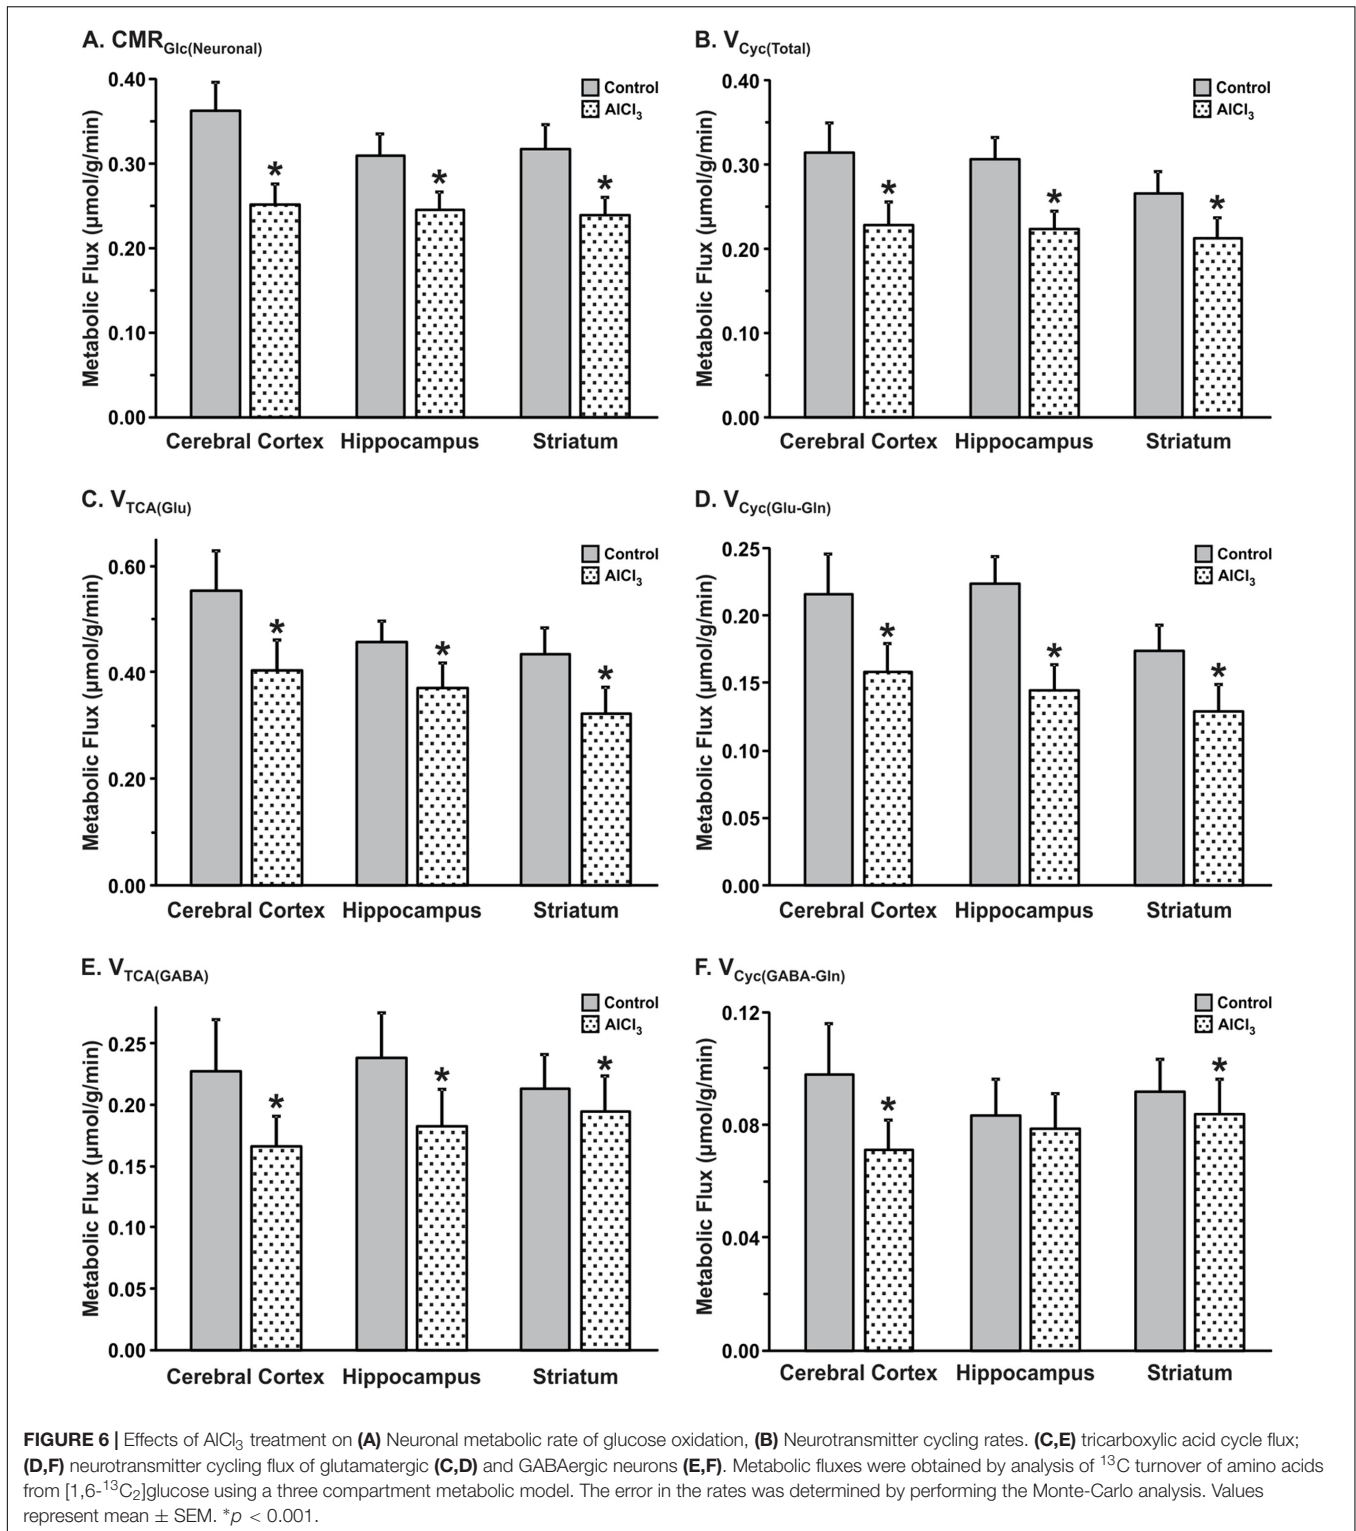 A. CMRGlc(Neuronal)
Metabolic Flux (μmol/g/min)
0.40
0.30
0.20
0.10
0.00
Control
AlCl3
*
*
*
Cerebral Cortex Hippocampus Striatum
B. VCyc(Total)
Metabolic Flux (μmol/g/min)
0.40
0.30
0.20
0.10
0.00
Control
AlCl3
*
*
*
Cerebral Cortex Hippocampus Striatum
C. VTCA(Glu)
Metabolic Flux (μmol/g/min)
0.60
0.40
0.20
0.00
Control
AlCl3
*
*
*
Cerebral Cortex Hippocampus Striatum
D. VCyc(Glu-Gln)
Metabolic Flux (μmol/g/min)
0.25
0.20
0.15
0.10
0.05
0.00
Control
AlCl3
*
*
*
Cerebral Cortex Hippocampus Striatum
E. VTCA(GABA)
Metabolic Flux (μmol/g/min)
0.25
0.20
0.15
0.10
0.05
0.00
Control
AlCl3
*
*
*
Cerebral Cortex Hippocampus Striatum
F. VCyc(GABA-Gln)
Metabolic Flux (μmol/g/min)
0.12
0.08
0.04
0.00
Control
AlCl3
*
*
Cerebral Cortex Hippocampus Striatum
FIGURE 6 | Effects of AlCl3 treatment on (A) Neuronal metabolic rate of glucose oxidation, (B) Neurotransmitter cycling rates. (C,E) tricarboxylic acid cycle flux;
(D,F) neurotransmitter cycling flux of glutamatergic (C,D) and GABAergic neurons (E,F). Metabolic fluxes were obtained by analysis of 13C turnover of amino acids
from [1,6-13C2]glucose using a three compartment metabolic model. The error in the rates was determined by performing the Monte-Carlo analysis. Values
represent mean ± SEM. *p < 0.001.